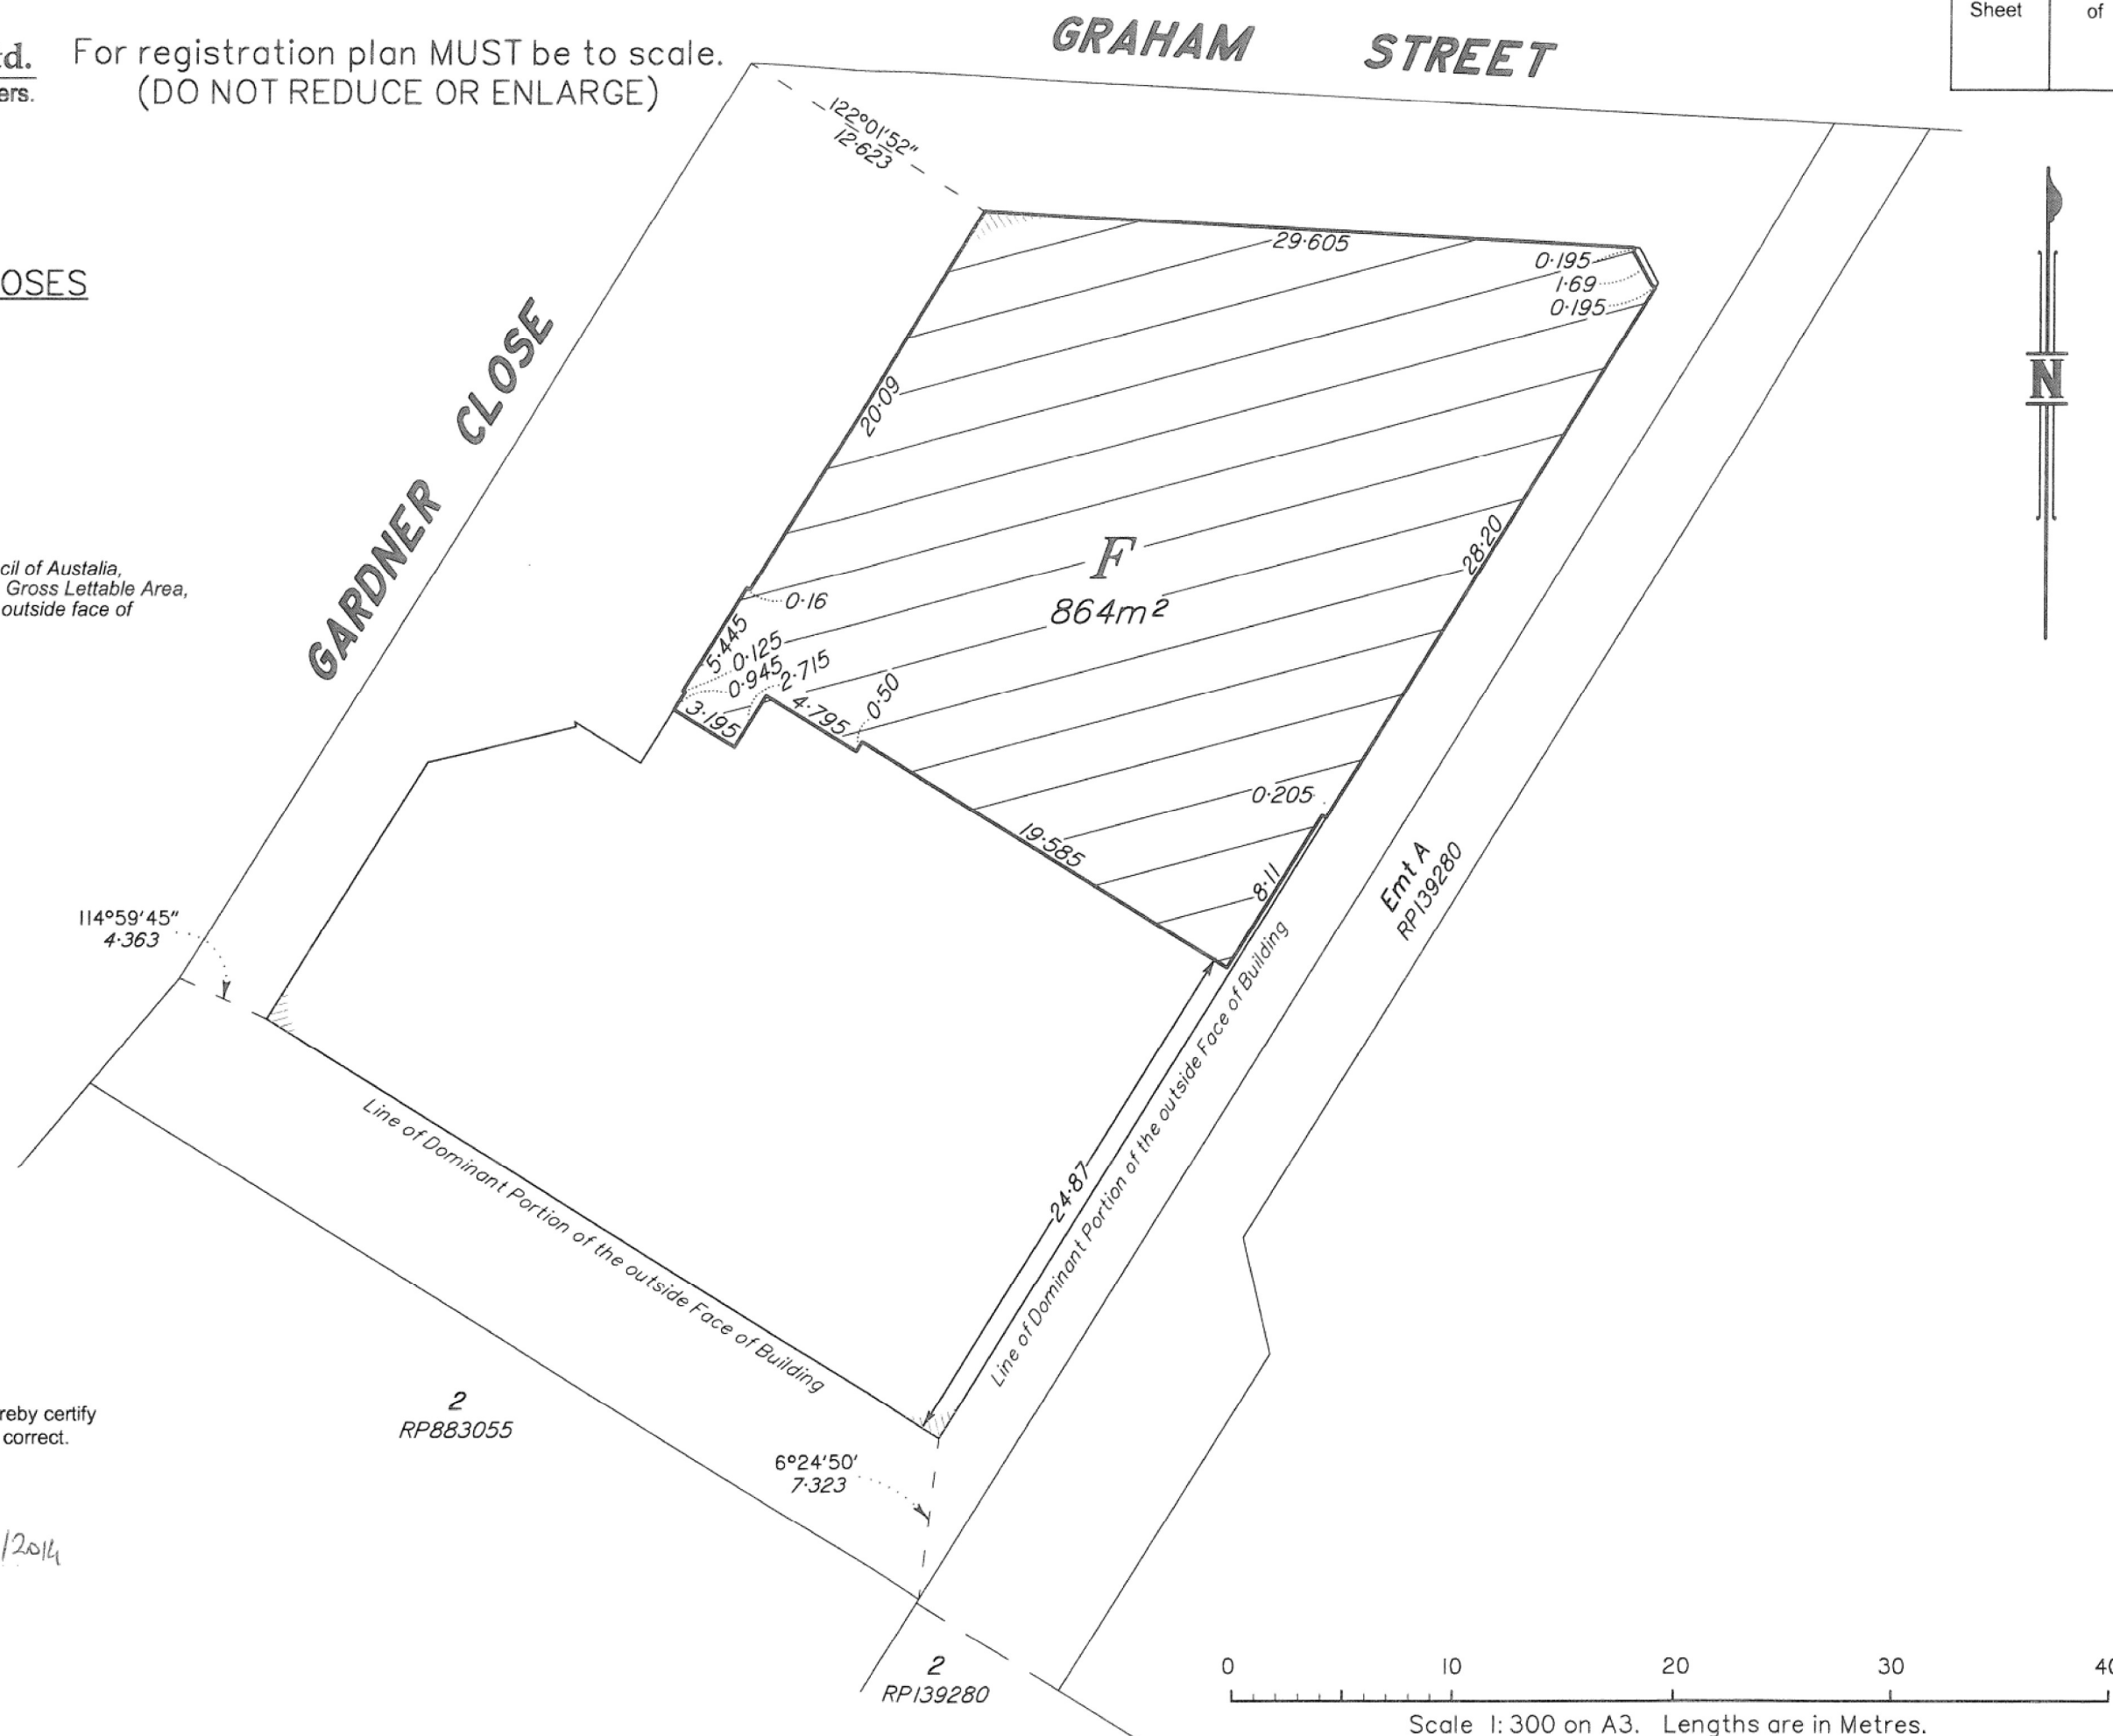 GRAHAM STREET
Sheet of
For registration plan MUST be to scale.
(DO NOT REDUCE OR ENLARGE)
td.
ers.
122°01'52"
12·623
OSES
29·605
0·195
1·69
0·195
N
GARDNER CLOSE
20·09
28·20
F
864m²
cil of Austalia,
Gross Lettable Area,
outside face of
0·16
5·445
0·125
0·945
2·715
3·195
4·795
0·50
0·205
19·585
8·11
Emt A
RP139280
114°59'45"
4·363
Line of Dominant Portion of the outside Face of Building
24·87
Line of Dominant Portion of the outside Face of Building
reby certify
correct.
2
RP883055
6°24'50'
7·323
/2014
2
RP139280
0 10 20 30 40
Scale 1:300 on A3. Lengths are in Metres.